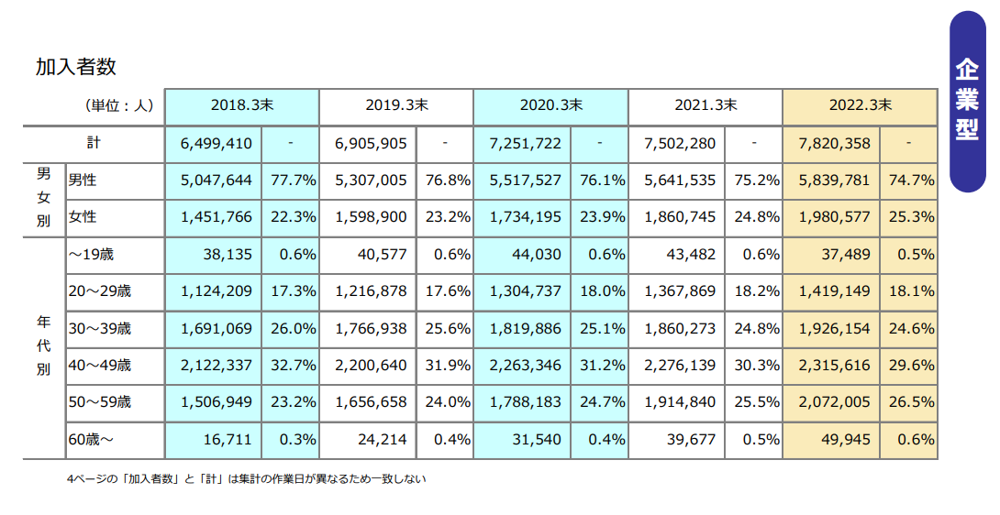 企業型
加入者数
（単位：人） 2018.3末 2019.3末 2020.3末 2021.3末 2022.3末
計 6,499,410 - 6,905,905 - 7,251,722 - 7,502,280 - 7,820,358 -
男女別
男性 5,047,644 77.7% 5,307,005 76.8% 5,517,527 76.1% 5,641,535 75.2% 5,839,781 74.7%
女性 1,451,766 22.3% 1,598,900 23.2% 1,734,195 23.9% 1,860,745 24.8% 1,980,577 25.3%
年代別
～19歳 38,135 0.6% 40,577 0.6% 44,030 0.6% 43,482 0.6% 37,489 0.5%
20～29歳 1,124,209 17.3% 1,216,878 17.6% 1,304,737 18.0% 1,367,869 18.2% 1,419,149 18.1%
30～39歳 1,691,069 26.0% 1,766,938 25.6% 1,819,886 25.1% 1,860,273 24.8% 1,926,154 24.6%
40～49歳 2,122,337 32.7% 2,200,640 31.9% 2,263,346 31.2% 2,276,139 30.3% 2,315,616 29.6%
50～59歳 1,506,949 23.2% 1,656,658 24.0% 1,788,183 24.7% 1,914,840 25.5% 2,072,005 26.5%
60歳～ 16,711 0.3% 24,214 0.4% 31,540 0.4% 39,677 0.5% 49,945 0.6%
4ページの「加入者数」と「計」は集計の作業日が異なるため一致しない